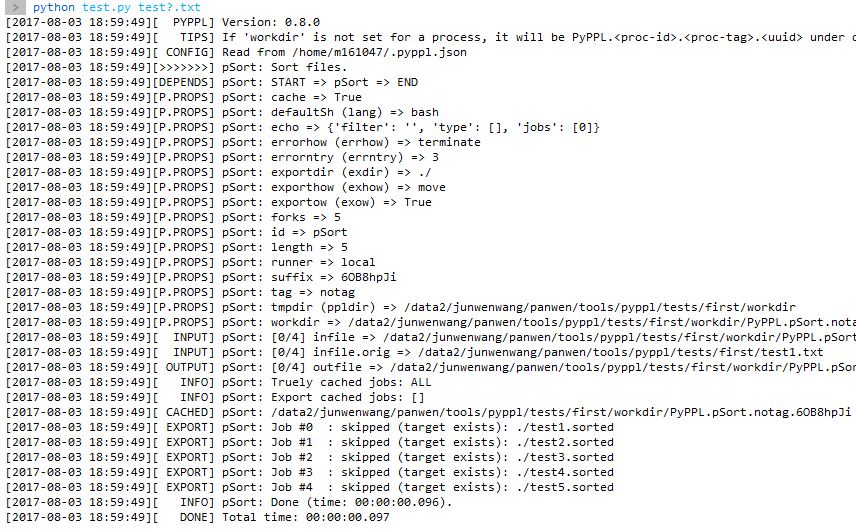 > python test.py test?.txt
[2017-08-03 18:59:49][  PYPPL] Version: 0.8.0
[2017-08-03 18:59:49][   TIPS] If 'workdir' is not set for a process, it will be PyPPL.<proc-id>.<proc-tag>.<uuid> under
[2017-08-03 18:59:49][ CONFIG] Read from /home/m161047/.pyppl.json
[2017-08-03 18:59:49][>>>>>>>] pSort: Sort files.
[2017-08-03 18:59:49][DEPENDS] pSort: START => pSort => END
[2017-08-03 18:59:49][P.PROPS] pSort: cache => True
[2017-08-03 18:59:49][P.PROPS] pSort: defaultSh (lang) => bash
[2017-08-03 18:59:49][P.PROPS] pSort: echo => {'filter': '', 'type': [], 'jobs': [0]}
[2017-08-03 18:59:49][P.PROPS] pSort: errorhow (errhow) => terminate
[2017-08-03 18:59:49][P.PROPS] pSort: errorntry (errntry) => 3
[2017-08-03 18:59:49][P.PROPS] pSort: exportdir (exdir) => ./
[2017-08-03 18:59:49][P.PROPS] pSort: exporthow (exhow) => move
[2017-08-03 18:59:49][P.PROPS] pSort: exportow (exow) => True
[2017-08-03 18:59:49][P.PROPS] pSort: forks => 5
[2017-08-03 18:59:49][P.PROPS] pSort: id => pSort
[2017-08-03 18:59:49][P.PROPS] pSort: length => 5
[2017-08-03 18:59:49][P.PROPS] pSort: runner => local
[2017-08-03 18:59:49][P.PROPS] pSort: suffix => 6OB8hpJi
[2017-08-03 18:59:49][P.PROPS] pSort: tag => notag
[2017-08-03 18:59:49][P.PROPS] pSort: tmpdir (ppldir) => /data2/junwenwang/panwen/tools/pyppl/tests/first/workdir
[2017-08-03 18:59:49][P.PROPS] pSort: workdir => /data2/junwenwang/panwen/tools/pyppl/tests/first/workdir/PyPPL.pSort.nota
[2017-08-03 18:59:49][  INPUT] pSort: [0/4] infile => /data2/junwenwang/panwen/tools/pyppl/tests/first/workdir/PyPPL.pSort
[2017-08-03 18:59:49][  INPUT] pSort: [0/4] infile.orig => /data2/junwenwang/panwen/tools/pyppl/tests/first/test1.txt
[2017-08-03 18:59:49][ OUTPUT] pSort: [0/4] outfile => /data2/junwenwang/panwen/tools/pyppl/tests/first/workdir/PyPPL.pSor
[2017-08-03 18:59:49][   INFO] pSort: Truely cached jobs: ALL
[2017-08-03 18:59:49][   INFO] pSort: Export cached jobs: []
[2017-08-03 18:59:49][ CACHED] pSort: /data2/junwenwang/panwen/tools/pyppl/tests/first/workdir/PyPPL.pSort.notag.6OB8hpJi
[2017-08-03 18:59:49][ EXPORT] pSort: Job #0  : skipped (target exists): ./test1.sorted
[2017-08-03 18:59:49][ EXPORT] pSort: Job #1  : skipped (target exists): ./test2.sorted
[2017-08-03 18:59:49][ EXPORT] pSort: Job #2  : skipped (target exists): ./test3.sorted
[2017-08-03 18:59:49][ EXPORT] pSort: Job #3  : skipped (target exists): ./test4.sorted
[2017-08-03 18:59:49][ EXPORT] pSort: Job #4  : skipped (target exists): ./test5.sorted
[2017-08-03 18:59:49][   INFO] pSort: Done (time: 00:00:00.096).
[2017-08-03 18:59:49][   DONE] Total time: 00:00:00.097